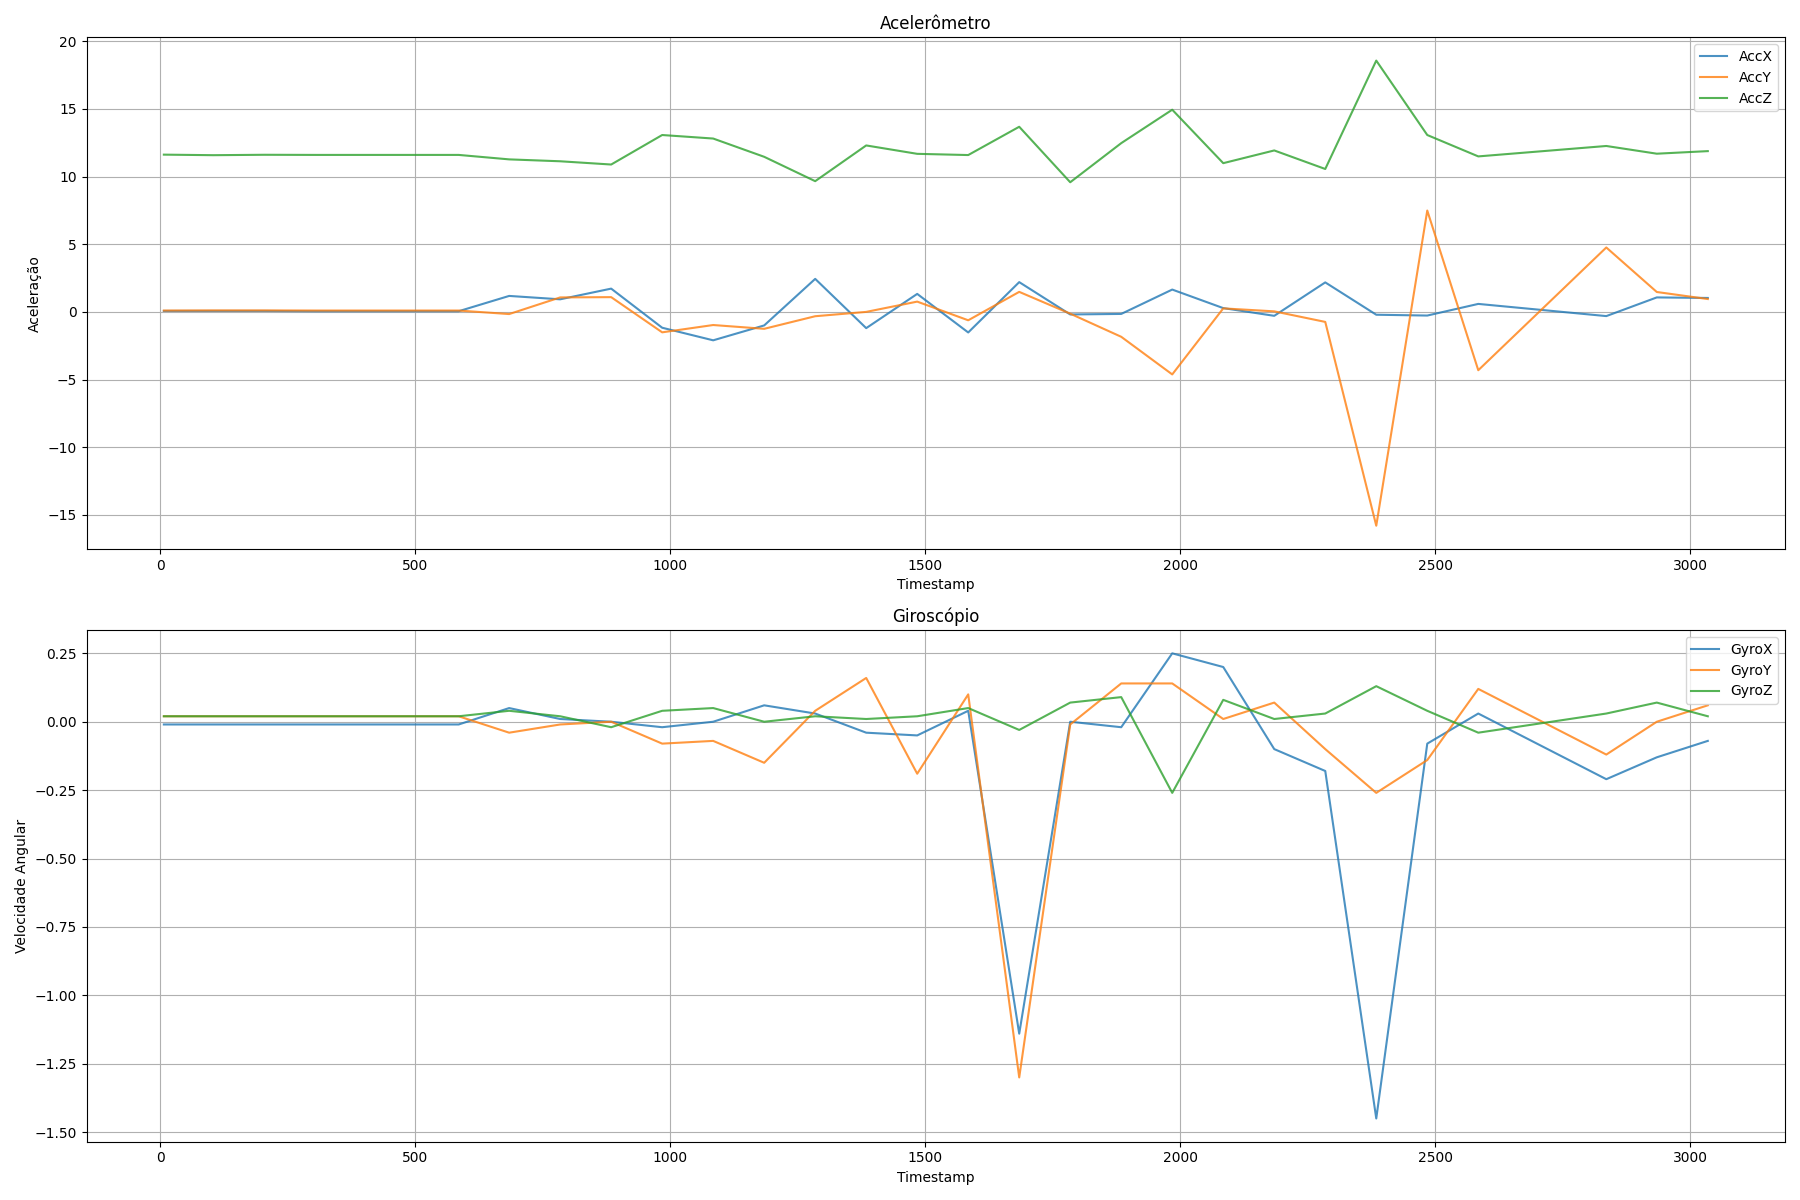 Acelerômetro
20
15
10
5
0
−5
−10
−15
Aceleração
AccX
AccY
AccZ
0 500 1000 1500 2000 2500 3000
Timestamp
Giroscópio
0.25
0.00
−0.25
−0.50
−0.75
−1.00
−1.25
−1.50
Velocidade Angular
GyroX
GyroY
GyroZ
0 500 1000 1500 2000 2500 3000
Timestamp